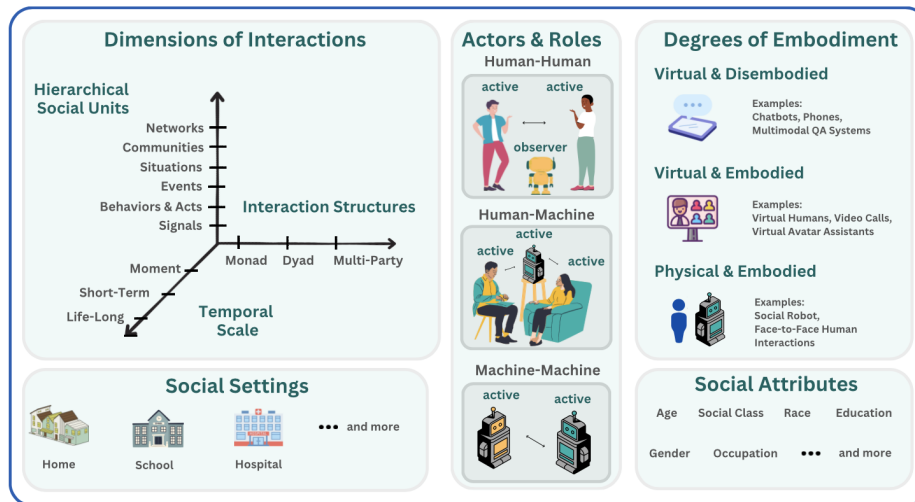 Dimensions of Interactions
Hierarchical
Social Units
Networks
Communities
Situations
Events
Behaviors & Acts
Signals
Interaction Structures
Monad
Dyad
Multi-Party
Moment
Short-Term
Life-Long
Temporal
Scale
Actors & Roles
Human-Human
active
active
observer
Human-Machine
active
active
active
Machine-Machine
active
active
Degrees of Embodiment
Virtual & Disembodied
Examples:
Chatbots, Phones,
Multimodal QA Systems
Virtual & Embodied
Examples:
Virtual Humans, Video Calls,
Virtual Avatar Assistants
Physical & Embodied
Examples:
Social Robot,
Face-to-Face Human
Interactions
Social Settings
••• and more
Home
School
Hospital
Social Attributes
Age Social Class Race Education
Gender Occupation ••• and more